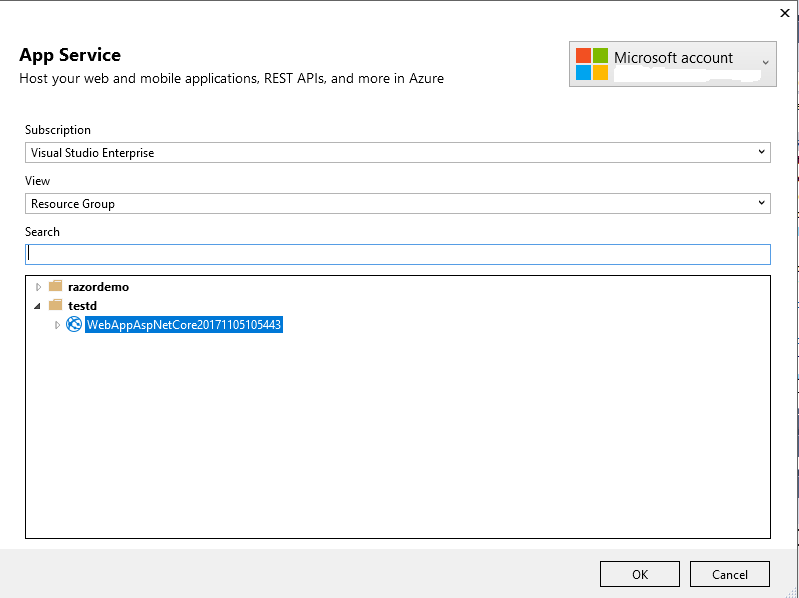 App Service
Host your web and mobile applications, REST APIs, and more in Azure
Microsoft account
Subscription
Visual Studio Enterprise
View
Resource Group
Search
razordemo
testd
WebAppAspNetCore20171105105443
OK
Cancel